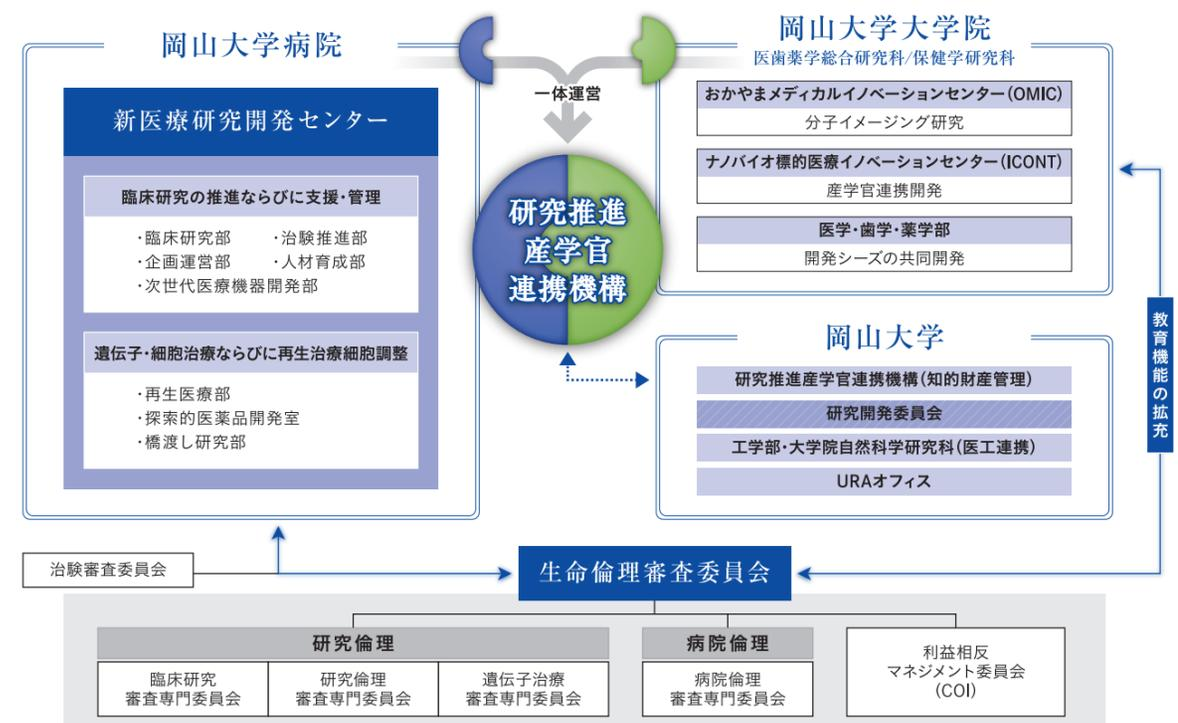 岡山大学病院
新医療研究開発センター
臨床研究の推進ならびに支援・管理
・臨床研究部 ・治験推進部
・企画運営部 ・人材育成部
・次世代医療機器開発部
遺伝子・細胞治療ならびに再生治療細胞調整
・再生医療部
・探索的医薬品開発室
・橋渡し研究部
一体運営
研究推進
産学官
連携機構
岡山大学大学院
医歯薬学総合研究科/保健学研究科
おかやまメディカルイノベーションセンター(OMIC)
分子イメージング研究
ナノバイオ標的医療イノベーションセンター(ICONT)
産学官連携開発
医学・歯学・薬学部
開発シーズの共同開発
岡山大学
研究推進産学官連携機構(知的財産管理)
研究開発委員会
工学部・大学院自然科学研究科(医工連携)
URAオフィス
教育機能の拡充
治験審査委員会
生命倫理審査委員会
研究倫理
臨床研究
審査専門委員会
研究倫理
審査専門委員会
遺伝子治療
審査専門委員会
病院倫理
病院倫理
審査専門委員会
利益相反
マネジメント委員会
(COI)